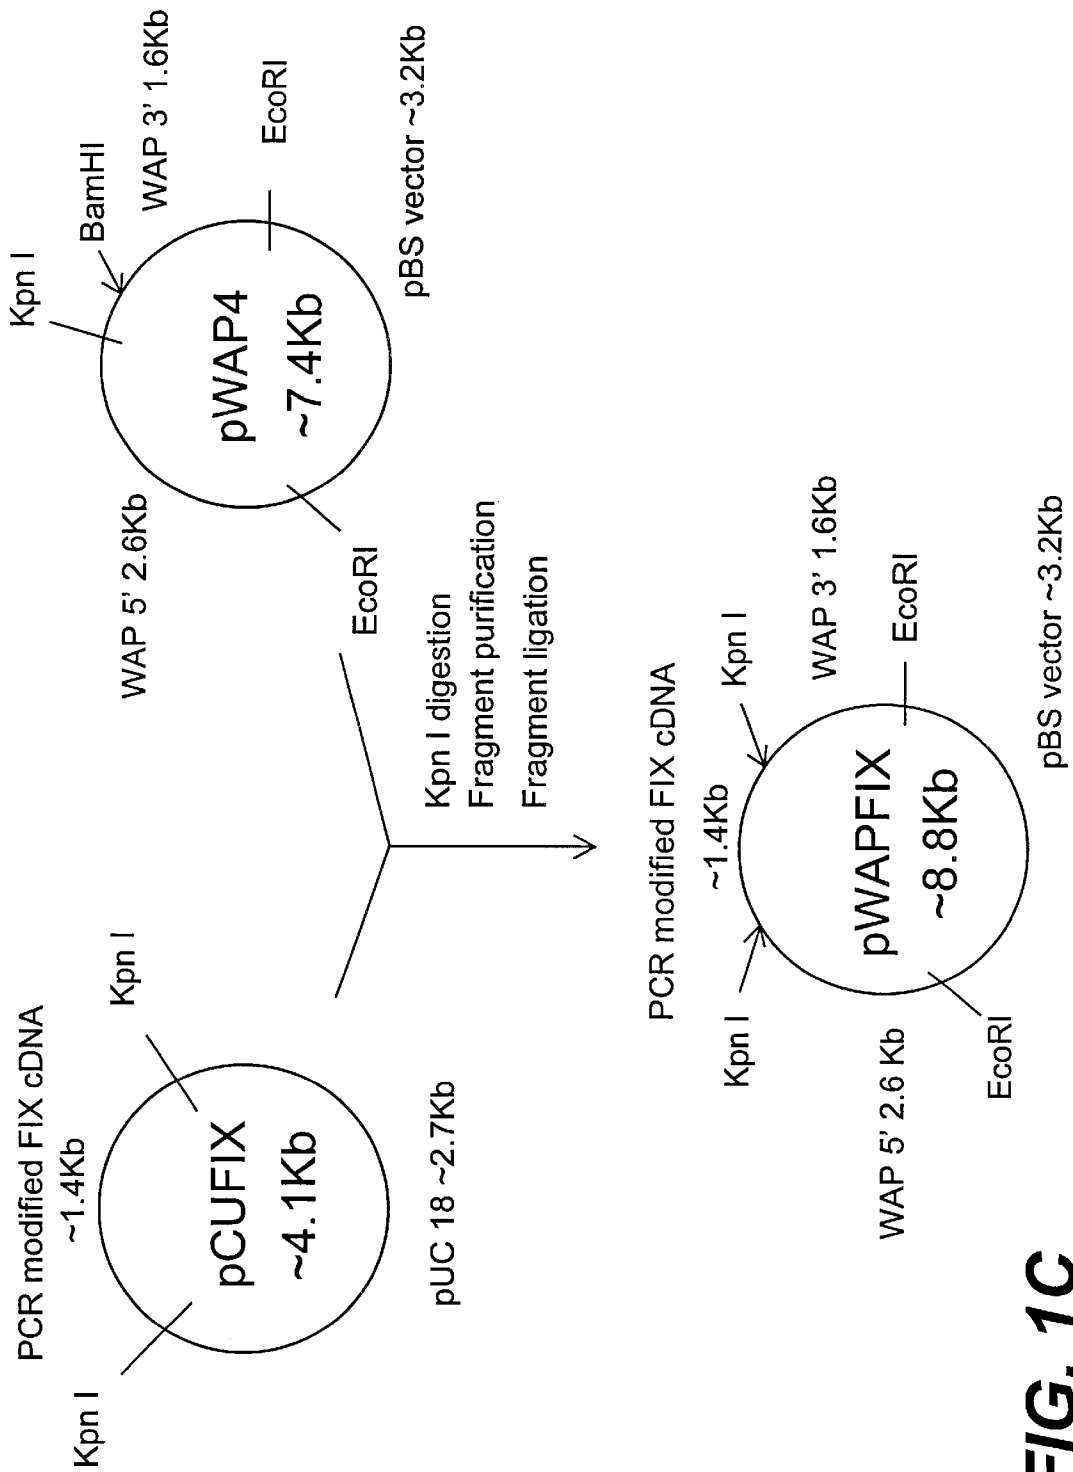 PCR modified FIX cDNA
~1.4Kb
Kpn I
Kpn I
pCUFIX
~4.1Kb
pUC 18 ~2.7Kb
Kpn I
BamHI
WAP 5' 2.6Kb
WAP 3' 1.6Kb
pWAP4
~7.4Kb
EcoRI
EcoRI
pBS vector ~3.2Kb
Kpn I digestion
Fragment purification
Fragment ligation
PCR modified FIX cDNA
~1.4Kb
Kpn I
Kpn I
WAP 5' 2.6 Kb
WAP 3' 1.6Kb
pWAPFIX
~8.8Kb
EcoRI
EcoRI
pBS vector ~3.2Kb
FIG. 1C